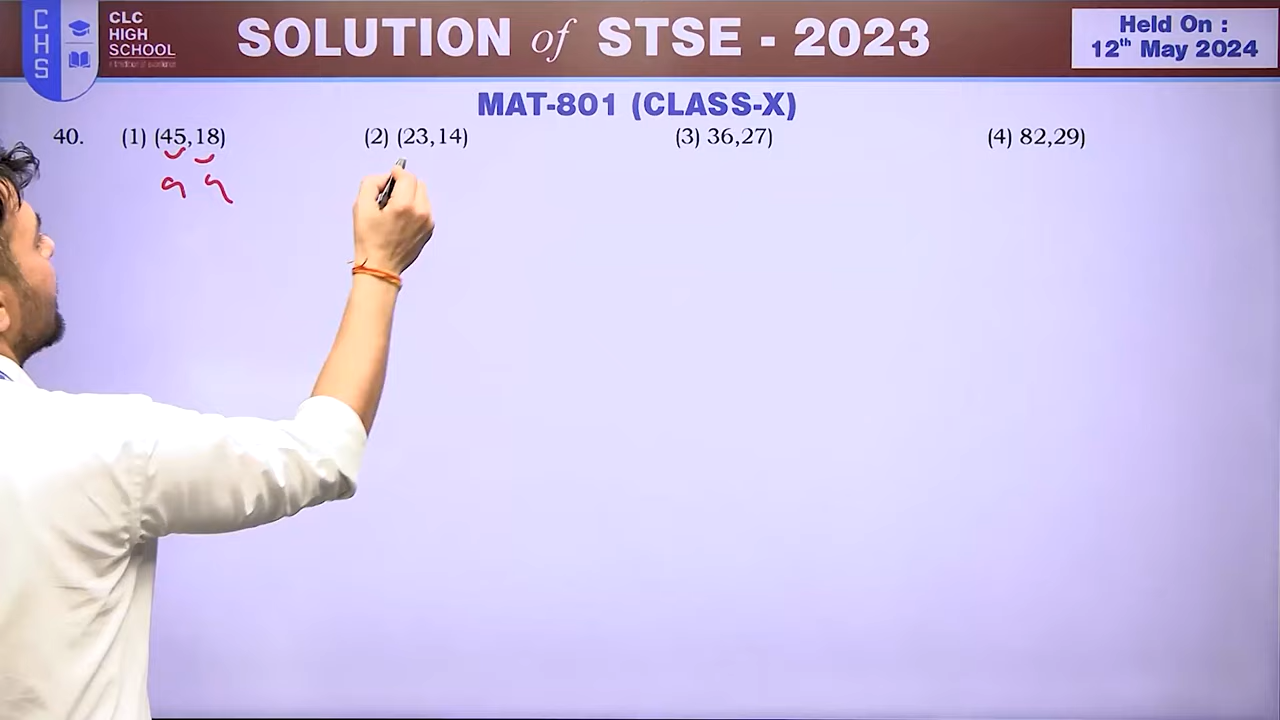 CHS
CLC
HIGH
SCHOOL
SOLUTION of STSE - 2023
Held On :
12th May 2024
MAT-801 (CLASS-X)
40. (1) (45,18) (2) (23,14) (3) 36,27) (4) 82,29)
9 9